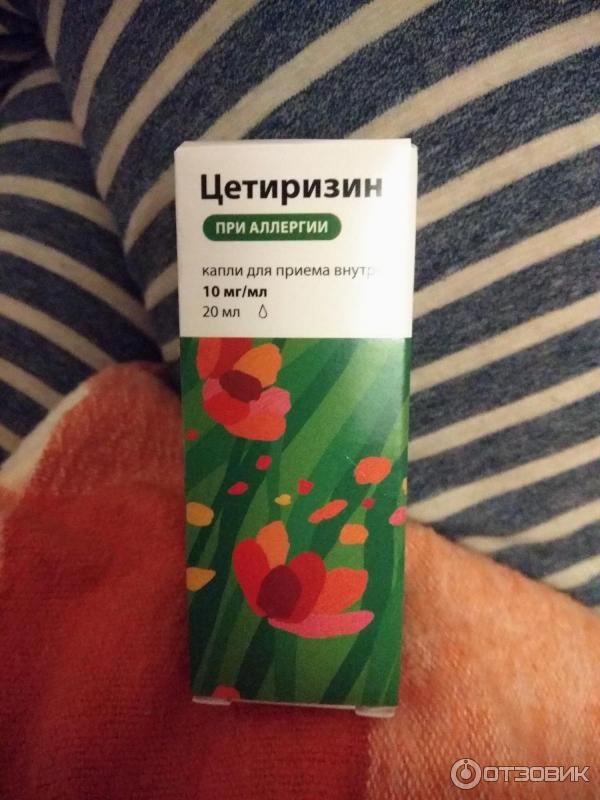 Цетиризин
ПРИ АЛЛЕРГИИ
капли для приема внутр
10 мг/мл
20 мл
ОТЗОВИК